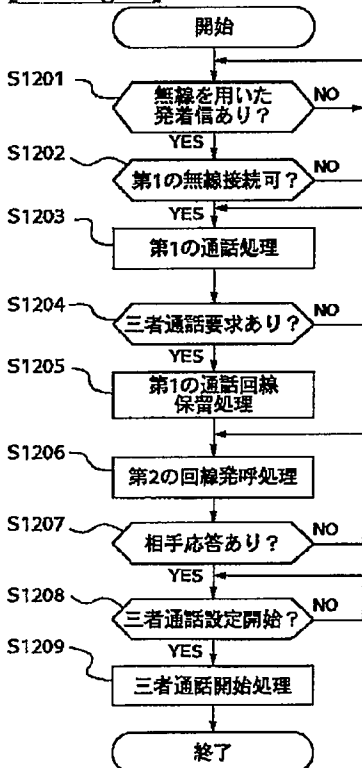 開始
S1201
無線を用いた
発着信あり?
NO
YES
S1202
第1の無線接続可?
NO
YES
S1203
第1の通話処理
S1204
三者通話要求あり?
NO
YES
S1205
第1の通話回線
保留処理
S1206
第2の回線発呼処理
S1207
相手応答あり?
NO
YES
S1208
三者通話設定開始?
NO
YES
S1209
三者通話開始処理
終了